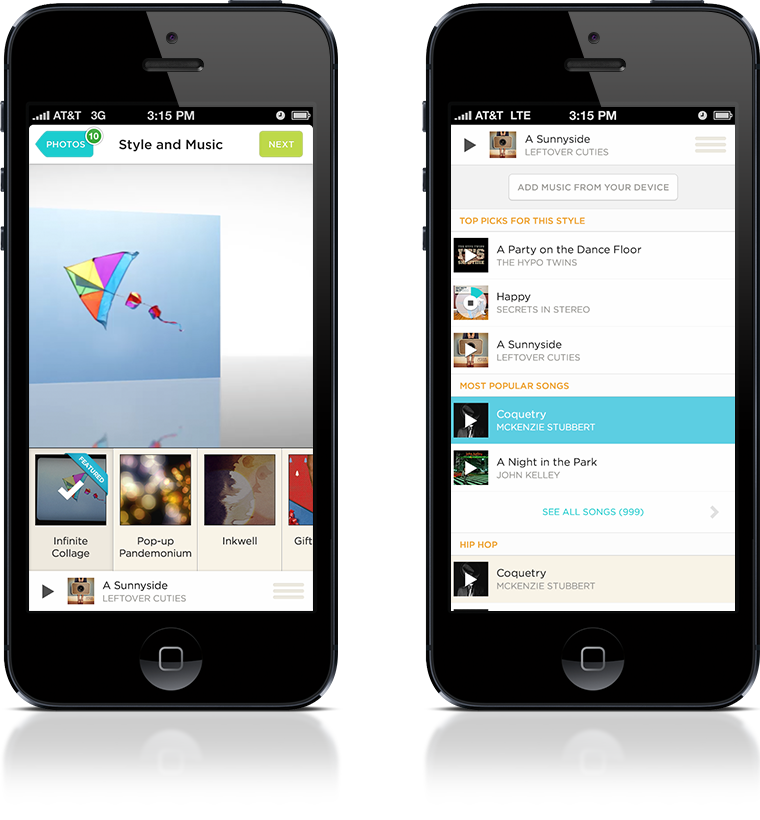 AT&T 3G 3:15 PM
PHOTOS 10 Style and Music NEXT
FEATURED
Infinite Collage
Pop-up Pandemonium
Inkwell
Gift
A Sunnyside
LEFTOVER CUTIES
AT&T LTE 3:15 PM
A Sunnyside
LEFTOVER CUTIES
ADD MUSIC FROM YOUR DEVICE
TOP PICKS FOR THIS STYLE
A Party on the Dance Floor
THE HYPO TWINS
Happy
SECRETS IN STEREO
A Sunnyside
LEFTOVER CUTIES
MOST POPULAR SONGS
Coquetry
MCKENZIE STUBBERT
A Night in the Park
JOHN KELLEY
SEE ALL SONGS (999)
HIP HOP
Coquetry
MCKENZIE STUBBERT